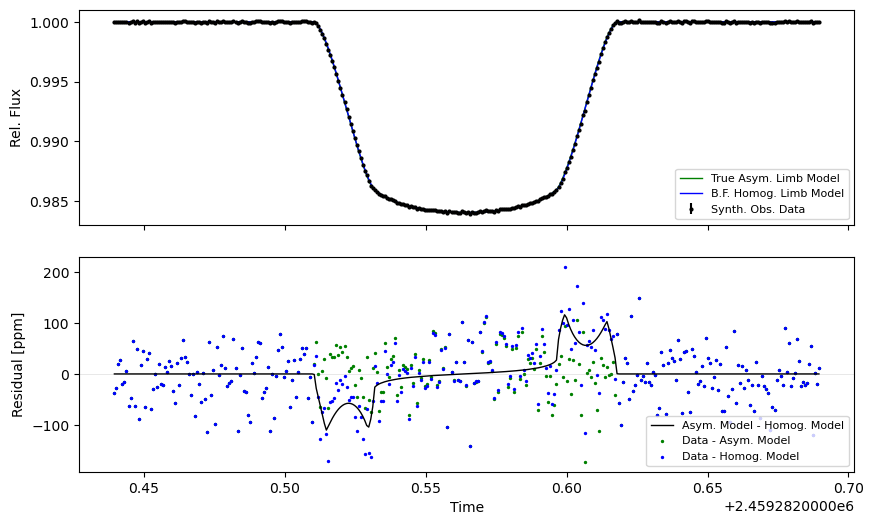 1.000
0.995
0.990
0.985
Rel. Flux
True Asym. Limb Model
B.F. Homog. Limb Model
Synth. Obs. Data
200
100
0
−100
Residual [ppm]
Asym. Model - Homog. Model
Data - Asym. Model
Data - Homog. Model
0.45 0.50 0.55 0.60 0.65 0.70
Time
+2.4592820000e6